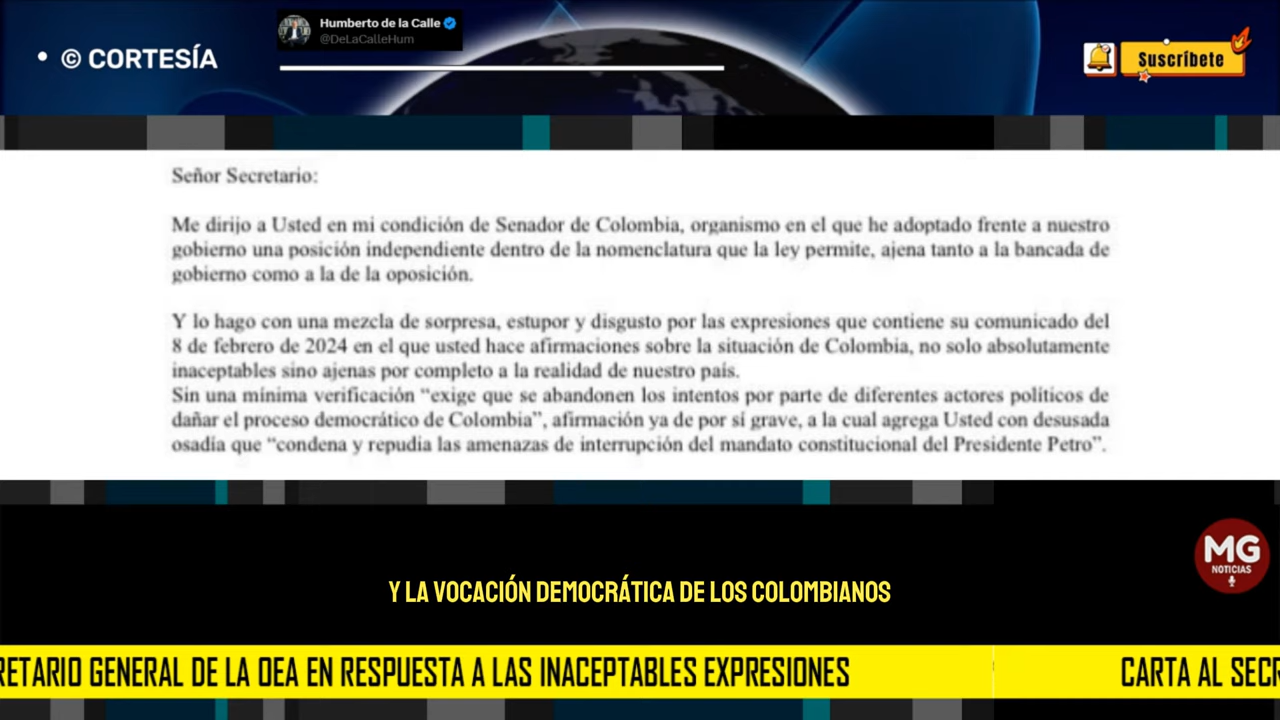 Humberto de la Calle
@DeLaCalleHum
• © CORTESÍA
Suscríbete
Señor Secretario:
Me dirijo a Usted en mi condición de Senador de Colombia, organismo en el que he adoptado frente a nuestro
gobierno una posición independiente dentro de la nomenclatura que la ley permite, ajena tanto a la bancada de
gobierno como a la de la oposición.
Y lo hago con una mezcla de sorpresa, estupor y disgusto por las expresiones que contiene su comunicado del
8 de febrero de 2024 en el que usted hace afirmaciones sobre la situación de Colombia, no solo absolutamente
inaceptables sino ajenas por completo a la realidad de nuestro país.
Sin una mínima verificación “exige que se abandonen los intentos por parte de diferentes actores políticos de
dañar el proceso democrático de Colombia”, afirmación ya de por sí grave, a la cual agrega Usted con desusada
osadía que “condena y repudia las amenazas de interrupción del mandato constitucional del Presidente Petro”.
MG
NOTICIAS
Y LA VOCACIÓN DEMOCRÁTICA DE LOS COLOMBIANOS
RETARIO GENERAL DE LA OEA EN RESPUESTA A LAS INACEPTABLES EXPRESIONES CARTA AL SECR